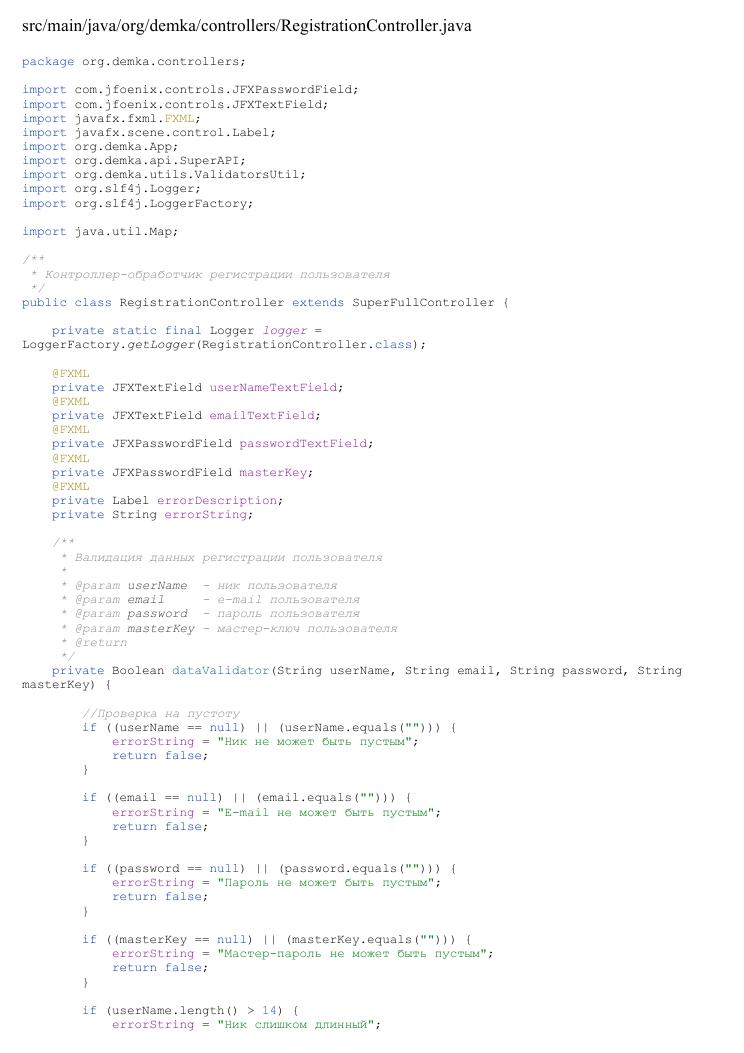 src/main/java/org/demka/controllers/RegistrationController.java
package org.demka.controllers;
import com.jfoenix.controls.JFXPasswordField;
import com.jfoenix.controls.JFXTextField;
import javafx.fxml.FXML;
import javafx.scene.control.Label;
import org.demka.App;
import org.demka.api.SuperAPI;
import org.demka.utils.ValidatorsUtil;
import org.slf4j.Logger;
import org.slf4j.LoggerFactory;
import java.util.Map;
/**
 * Контроллер-обработчик регистрации пользователя
 */
public class RegistrationController extends SuperFullController {
    private static final Logger logger =
LoggerFactory.getLogger(RegistrationController.class);
    @FXML
    private JFXTextField userNameTextField;
    @FXML
    private JFXTextField emailTextField;
    @FXML
    private JFXPasswordField passwordTextField;
    @FXML
    private JFXPasswordField masterKey;
    @FXML
    private Label errorDescription;
    private String errorString;
    /**
     * Валидация данных регистрации пользователя
     *
     * @param userName  - ник пользователя
     * @param email     - e-mail пользователя
     * @param password  - пароль пользователя
     * @param masterKey - мастер-ключ пользователя
     * @return
     */
    private Boolean dataValidator(String userName, String email, String password, String
masterKey) {
        //Проверка на пустоту
        if ((userName == null) || (userName.equals(""))) {
            errorString = "Ник не может быть пустым";
            return false;
        }
        if ((email == null) || (email.equals(""))) {
            errorString = "E-mail не может быть пустым";
            return false;
        }
        if ((password == null) || (password.equals(""))) {
            errorString = "Пароль не может быть пустым";
            return false;
        }
        if ((masterKey == null) || (masterKey.equals(""))) {
            errorString = "Мастер-пароль не может быть пустым";
            return false;
        }
        if (userName.length() > 14) {
            errorString = "Ник слишком длинный";